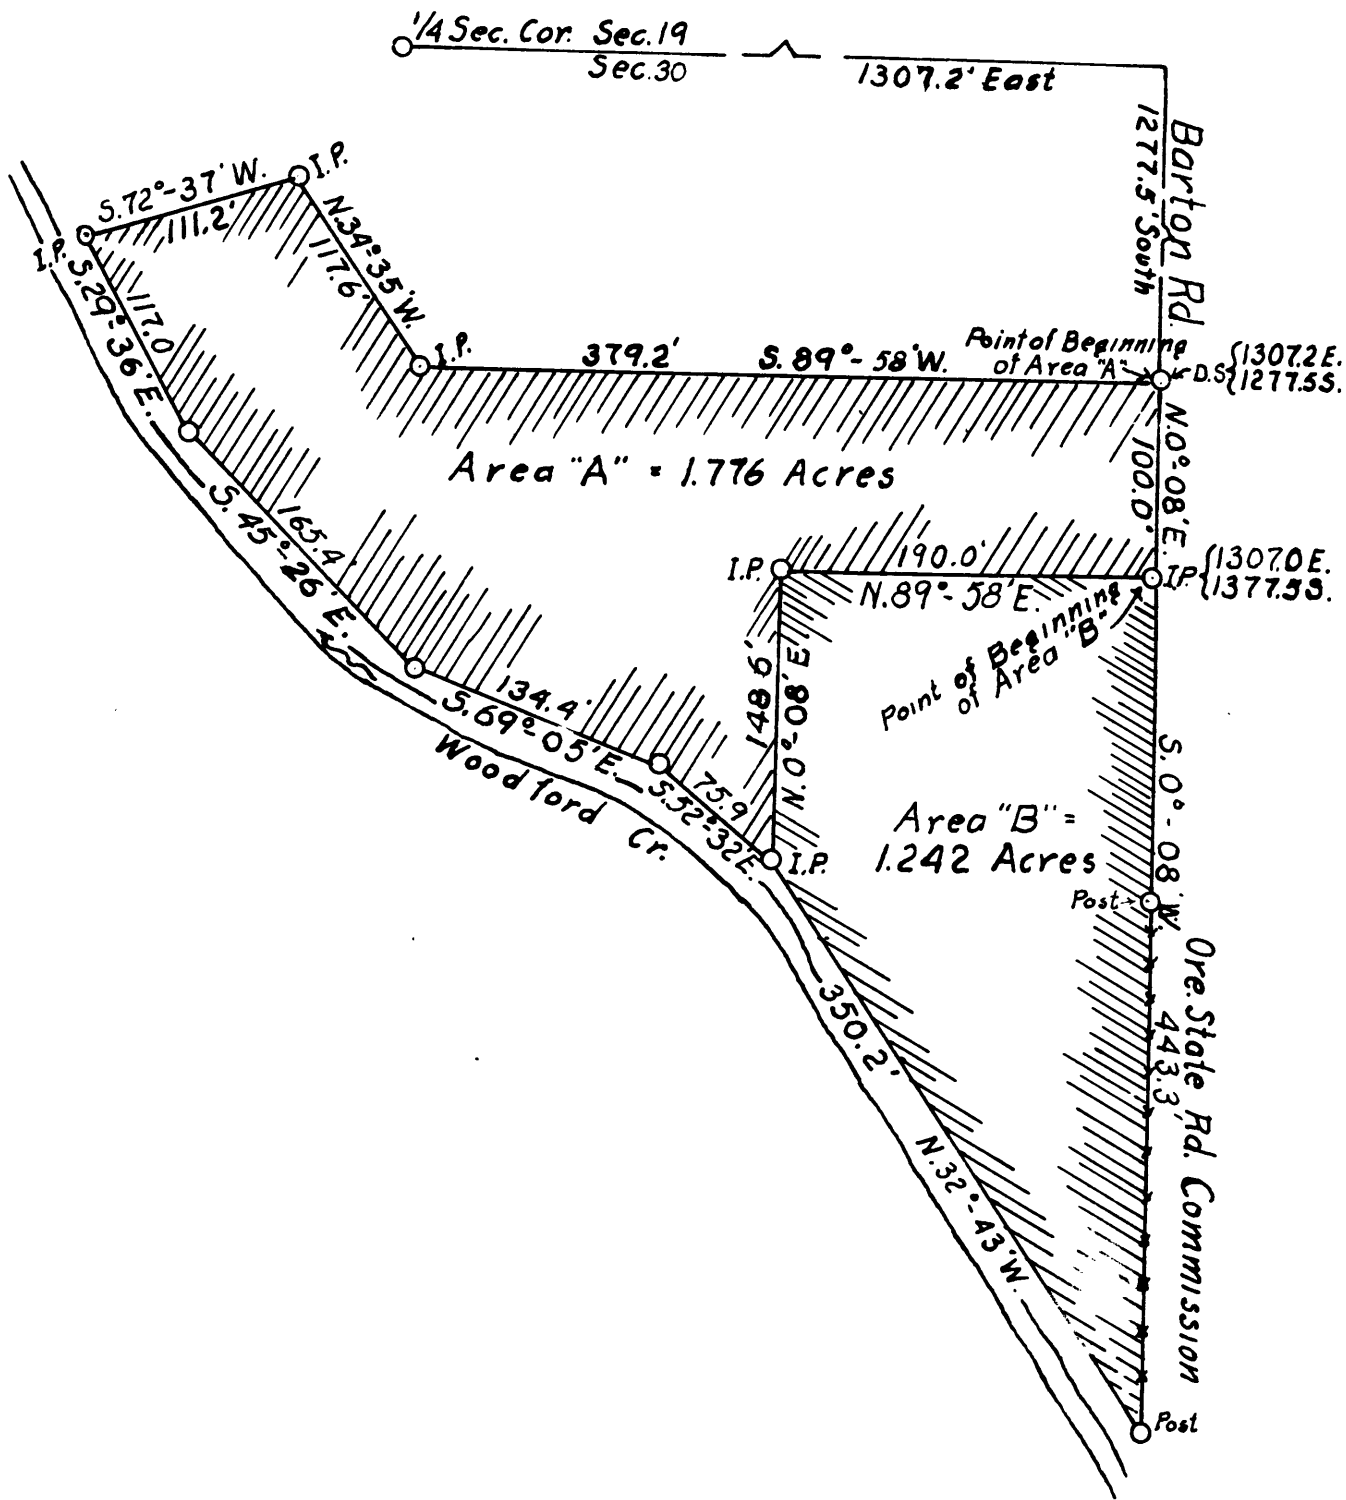 1/4 Sec. Cor. Sec. 19
Sec. 30
1307.2' East
Barton Rd.
1277.5' South
I.P.
S. 72°-37' W.
111.2'
N. 34°-35' W.
117.6'
I.P.
S. 29°-36' E.
117.0
I.P.
379.2'
S. 89°-58' W.
Point of Beginning
of Area "A"
D.S.
1307.2 E.
1277.5 S.
N. 0°-08' E.
100.0'
Area "A" = 1.776 Acres
S. 45°-26' E.
165.4
I.P.
190.0'
N. 89°-58' E.
I.P.
1307.0 E.
1377.5 S.
Point of Beginning
of Area "B"
148.6'
N. 0°-08' E.
134.4'
S. 69°-05' E.
75.9
S. 52°-32' E.
Woodford Cr.
I.P.
Area "B" =
1.242 Acres
S. 0°-08' W.
443.3'
Post
Ore. State Rd. Commission
350.2'
N. 32°-43' W.
Post